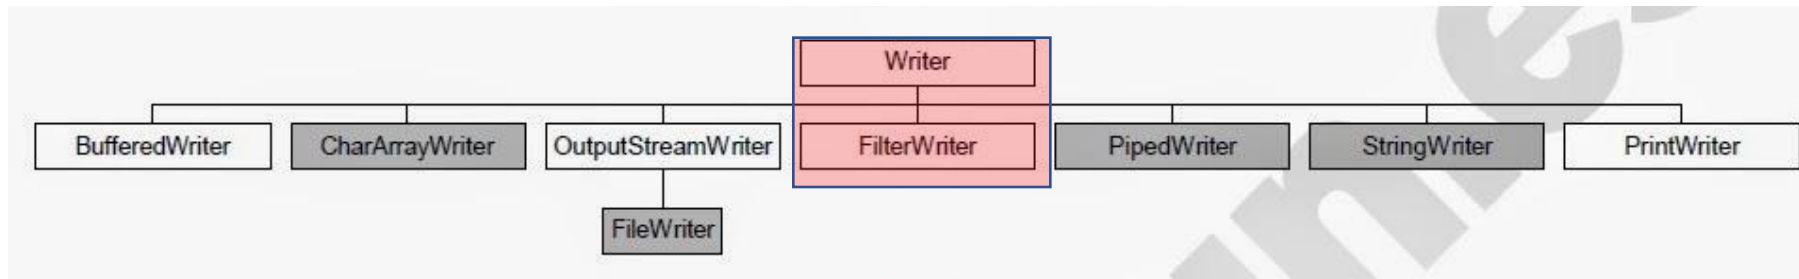 Writer
BufferedWriter CharArrayWriter OutputStreamWriter FilterWriter PipedWriter StringWriter PrintWriter
FileWriter